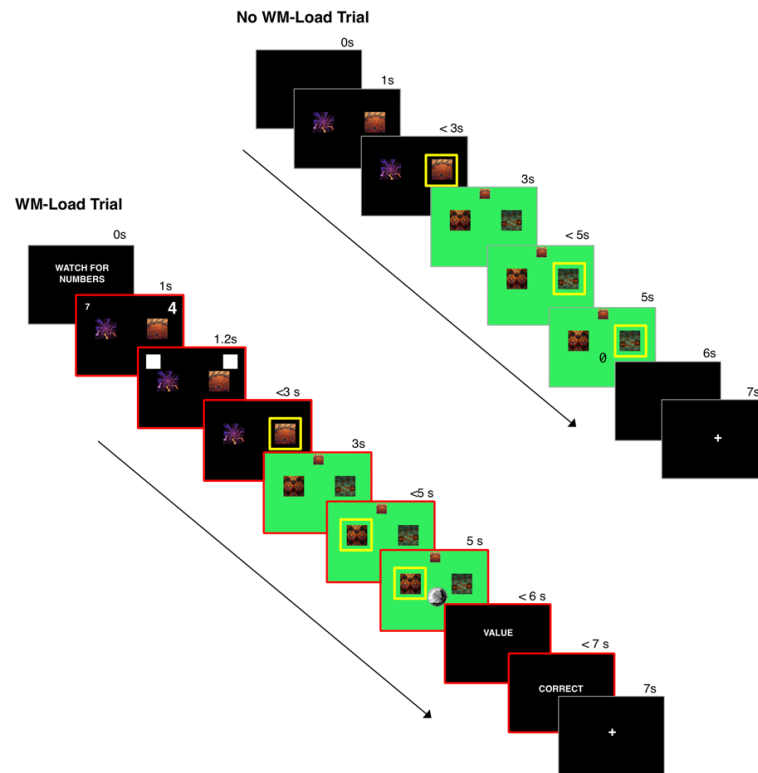 No WM-Load Trial
0s
1s
< 3s
3s
< 5s
0
5s
6s
7s
+
WM-Load Trial
0s
WATCH FOR
NUMBERS
1s
7 4
1.2s
<3 s
3s
<5 s
5 s
< 6 s
VALUE
< 7 s
CORRECT
7s
+